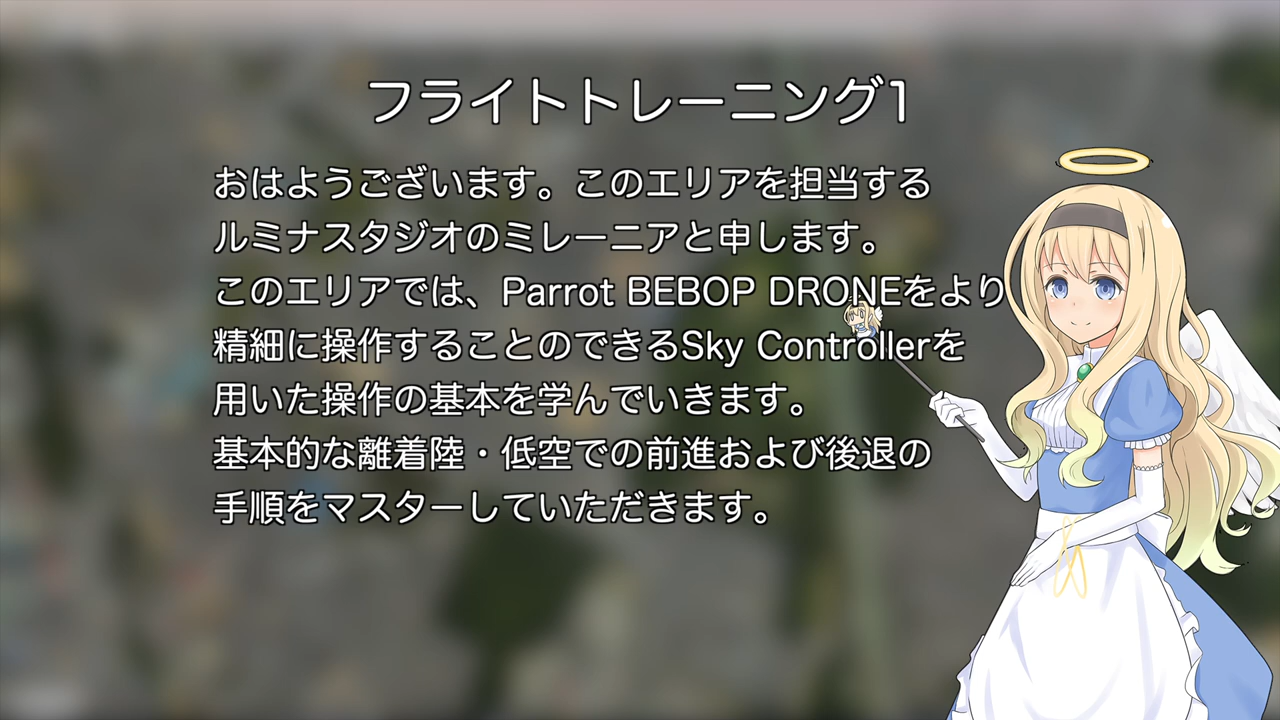 フライトトレーニング1
おはようございます。このエリアを担当する
ルミナスタジオのミレーニアと申します。
このエリアでは、Parrot BEBOP DRONEをより
精細に操作することのできるSky Controllerを
用いた操作の基本を学んでいきます。
基本的な離着陸・低空での前進および後退の
手順をマスターしていただきます。